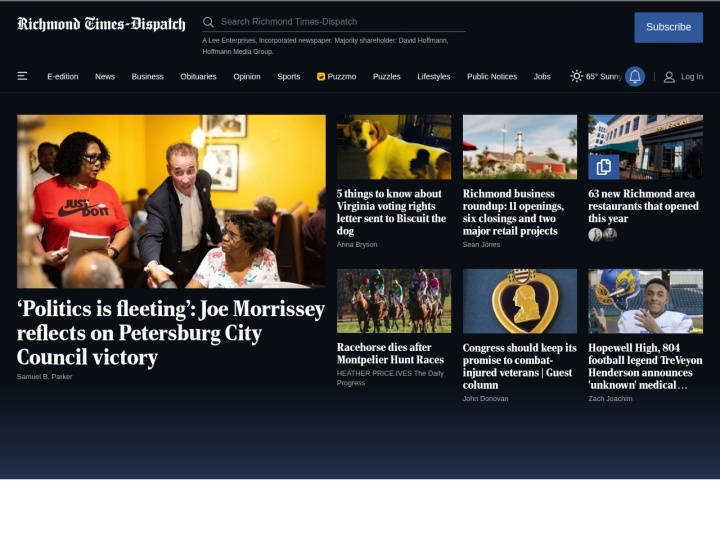 Richmond Times-Dispatch
Search Richmond Times-Dispatch
A Lee Enterprises, Incorporated newspaper. Majority shareholder: David Hoffmann,
Hoffmann Media Group.
Subscribe
E-edition News Business Obituaries Opinion Sports Puzzmo Puzzles Lifestyles Public Notices Jobs 65° Sunny Log In
JUST
DO IT
‘Politics is fleeting’: Joe Morrissey
reflects on Petersburg City
Council victory
Samuel B. Parker
5 things to know about
Virginia voting rights
letter sent to Biscuit the
dog
Anna Bryson
Richmond business
roundup: 11 openings,
six closings and two
major retail projects
Sean Jones
63 new Richmond area
restaurants that opened
this year
Racehorse dies after
Montpelier Hunt Races
HEATHER PRICE IVES The Daily
Progress
Congress should keep its
promise to combat-
injured veterans | Guest
column
John Donovan
Hopewell High, 804
football legend TreVeyon
Henderson announces
'unknown' medical…
Zach Joachim